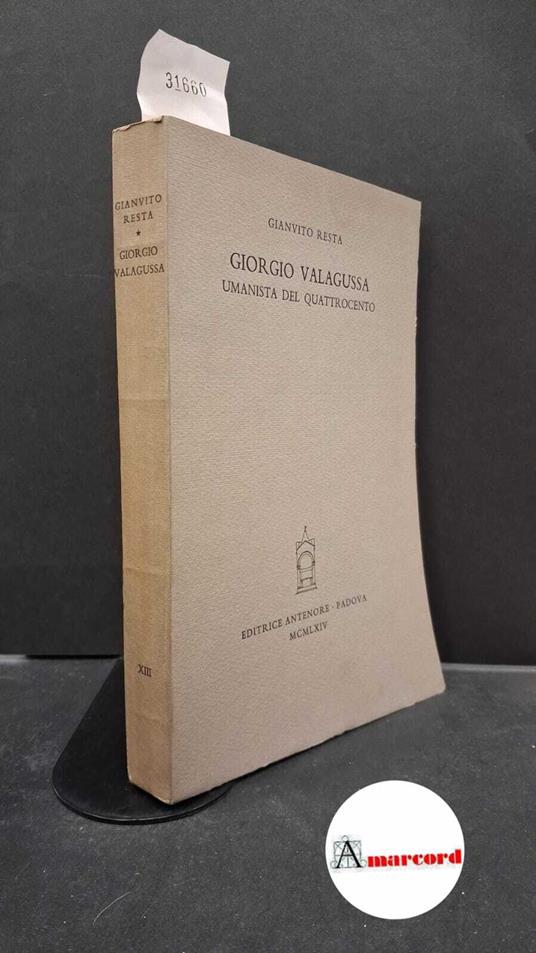 31660
GIANVITO
RESTA
*
GIORGIO
VALAGUSSA
XIII
GIANVITO RESTA
GIORGIO VALAGUSSA
UMANISTA DEL QUATTROCENTO
EDITRICE ANTENORE · PADOVA
MCMLXIV
Amarcord